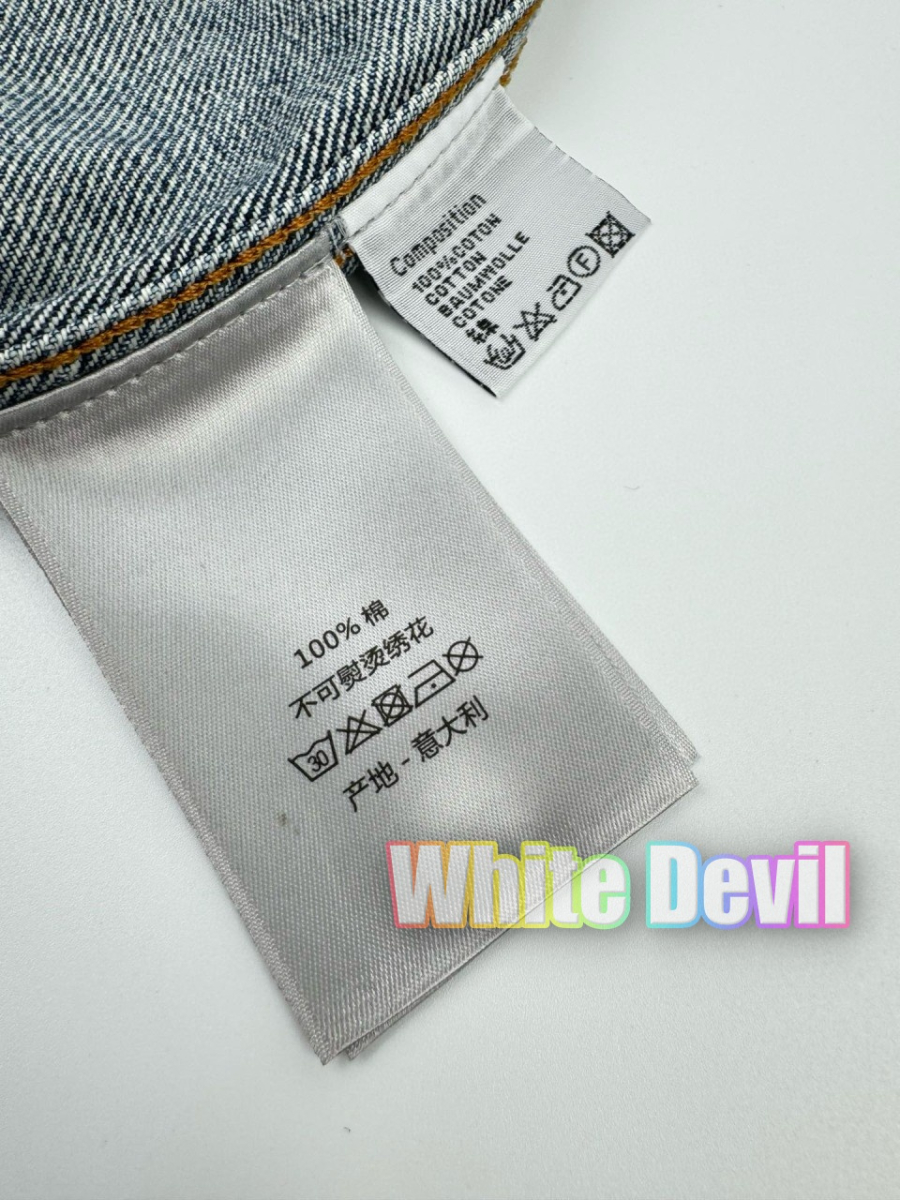 Composition
100%COTON
COTTON
BAUMWOLLE
COTONE
棉
100% 棉
不可熨烫绣花
30
产地 - 意大利
White Devil